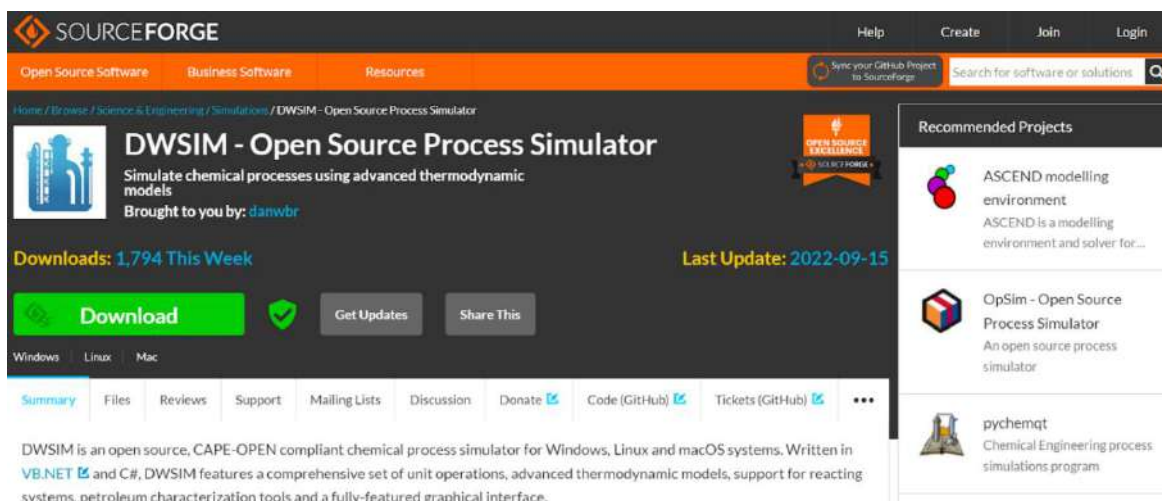 SOURCEFORGE
Help
Create
Join
Login
Open Source Software
Business Software
Resources
Sync your GitHub Project
to SourceForge
Search for software or solutions
Home / Browse / Science & Engineering / Simulations / DWSIM - Open Source Process Simulator
DWSIM - Open Source Process Simulator
Simulate chemical processes using advanced thermodynamic
models
Brought to you by: danwbr
OPEN SOURCE
EXCELLENCE
SOURCEFORGE
Downloads: 1,794 This Week
Last Update: 2022-09-15
Download
Get Updates
Share This
Windows
Linux
Mac
Summary
Files
Reviews
Support
Mailing Lists
Discussion
Donate
Code (GitHub)
Tickets (GitHub)
DWSIM is an open source, CAPE-OPEN compliant chemical process simulator for Windows, Linux and macOS systems. Written in
VB.NET and C#, DWSIM features a comprehensive set of unit operations, advanced thermodynamic models, support for reacting
systems, petroleum characterization tools and a fully-featured graphical interface.
Recommended Projects
ASCEND modelling
environment
ASCEND is a modelling
environment and solver for...
OpSim - Open Source
Process Simulator
An open source process
simulator
pychemqt
Chemical Engineering process
simulations program